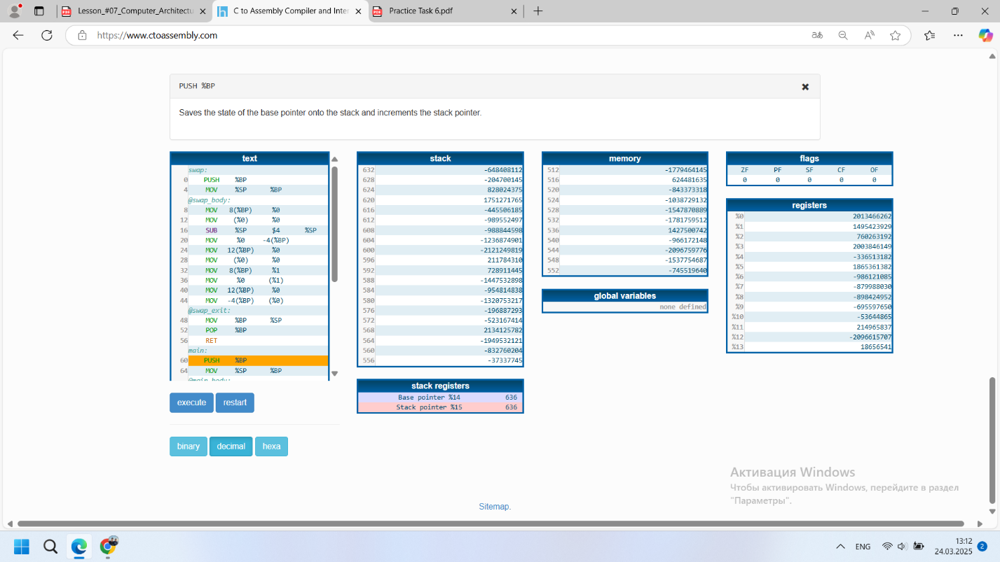 Lesson_#07_Computer_Architectu
C to Assembly Compiler and Inter
Practice Task 6.pdf
https://www.ctoassembly.com
PUSH %BP
Saves the state of the base pointer onto the stack and increments the stack pointer.
text
swap:
0 PUSH %BP
4 MOV %SP %BP
@swap_body:
8 MOV 8(%BP) %0
12 MOV (%0) %0
16 SUB %SP $4 %SP
20 MOV %0 -4(%BP)
24 MOV 12(%BP) %0
28 MOV (%0) %0
32 MOV 8(%BP) %1
36 MOV %0 (%1)
40 MOV 12(%BP) %0
44 MOV -4(%BP) (%0)
@swap_exit:
48 MOV %BP %SP
52 POP %BP
56 RET
main:
60 PUSH %BP
64 MOV %SP %BP
@main_body:
execute restart
binary decimal hexa
stack
632 -648408112
628 -204700145
624 828024375
620 1751271765
616 -445506185
612 -989552497
608 -988844598
604 -1236874901
600 -2121249819
596 211784310
592 728911445
588 -1447532898
584 -954814838
580 -1320753217
576 -196887293
572 -523167414
568 2134125782
564 -1949532121
560 -832760204
556 -37337745
stack registers
Base pointer %14 636
Stack pointer %15 636
memory
512 -1779464145
516 624481635
520 -843373318
524 -1038729132
528 -1547870889
532 -1781759512
536 1427500742
540 -966172148
544 -2096759776
548 -1537754687
552 -745519640
global variables
none defined
flags
ZF PF SF CF OF
0 0 0 0 0
registers
%0 2013466262
%1 1495423929
%2 760263192
%3 2003846149
%4 -336513182
%5 1865361382
%6 -986121085
%7 -879988030
%8 -898424952
%9 -695597650
%10 -53644865
%11 214965837
%12 -2096615707
%13 18656541
Активация Windows
Чтобы активировать Windows, перейдите в раздел
"Параметры".
Sitemap.
ENG
13:12
24.03.2025
2